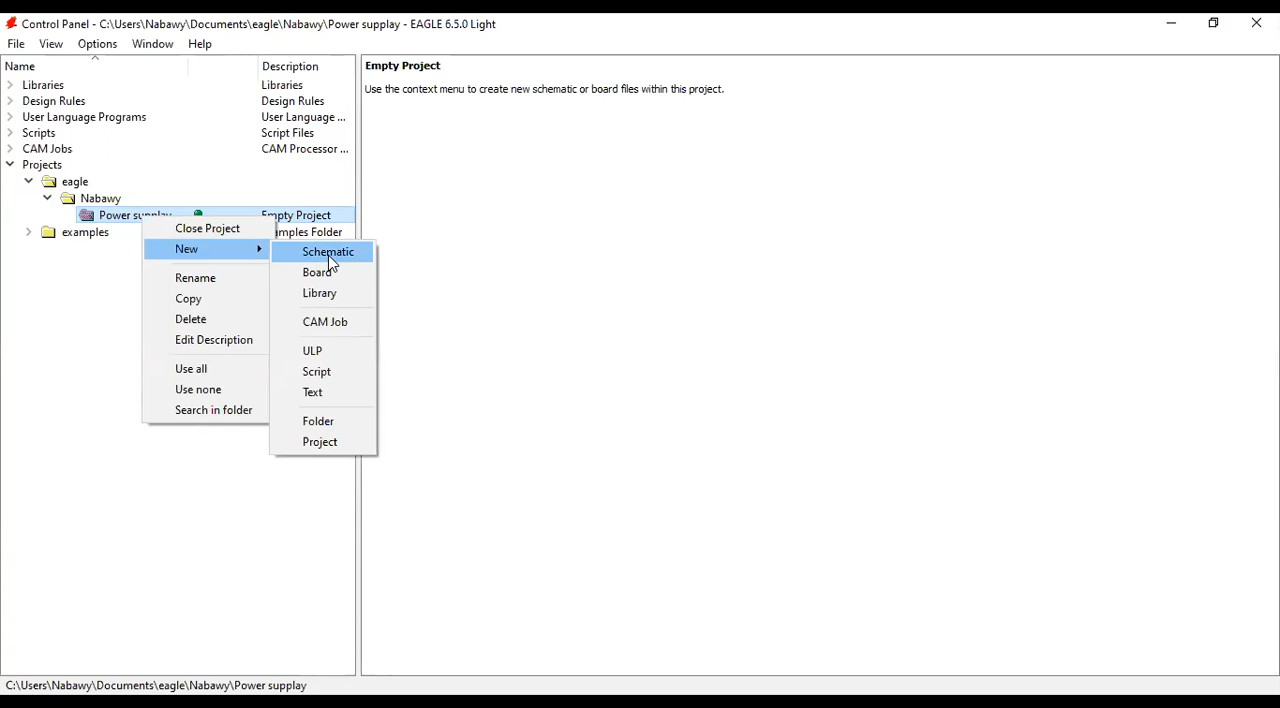 Control Panel - C:\Users\Nabawy\Documents\eagle\Nabawy\Power supplay - EAGLE 6.5.0 Light
File View Options Window Help
Name Description
Libraries Libraries
Design Rules Design Rules
User Language Programs User Language ...
Scripts Script Files
CAM Jobs CAM Processor ...
Projects
eagle
Nabawy
Power supplay Empty Project
examples
Close Project
New
Rename
Copy
Delete
Edit Description
Use all
Use none
Search in folder
Schematic
Board
Library
CAM Job
ULP
Script
Text
Folder
Project
Empty Project
Use the context menu to create new schematic or board files within this project.
C:\Users\Nabawy\Documents\eagle\Nabawy\Power supplay